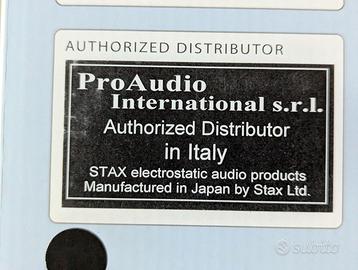 AUTHORIZED DISTRIBUTOR
ProAudio
International s.r.l.
Authorized Distributor
in Italy
STAX electrostatic audio products
Manufactured in Japan by Stax Ltd.
subito